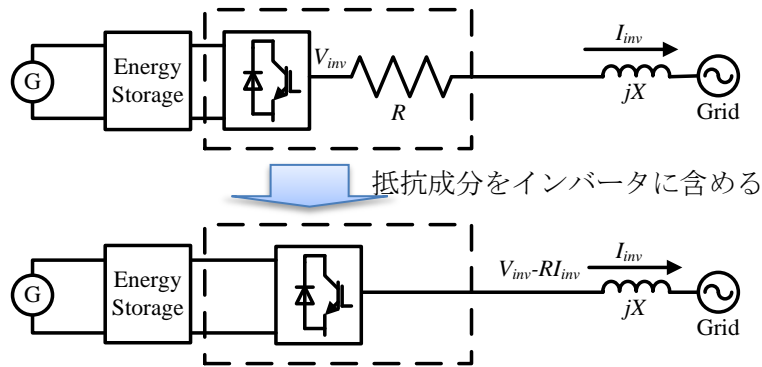 G
Energy
Storage
V_inv
R
I_inv
jX
Grid
抵抗成分をインバータに含める
G
Energy
Storage
V_inv-RI_inv
I_inv
jX
Grid